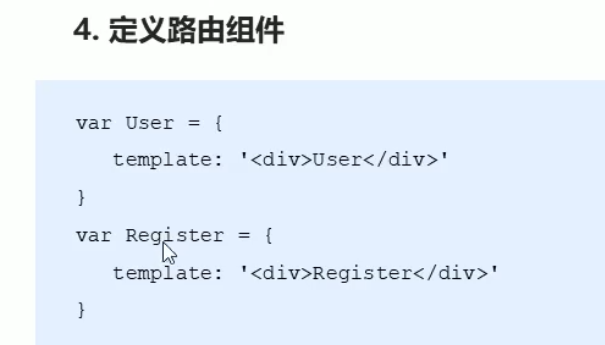 4. 定义路由组件
var User = {
   template: '<div>User</div>'
}
var Register = {
   template: '<div>Register</div>'
}